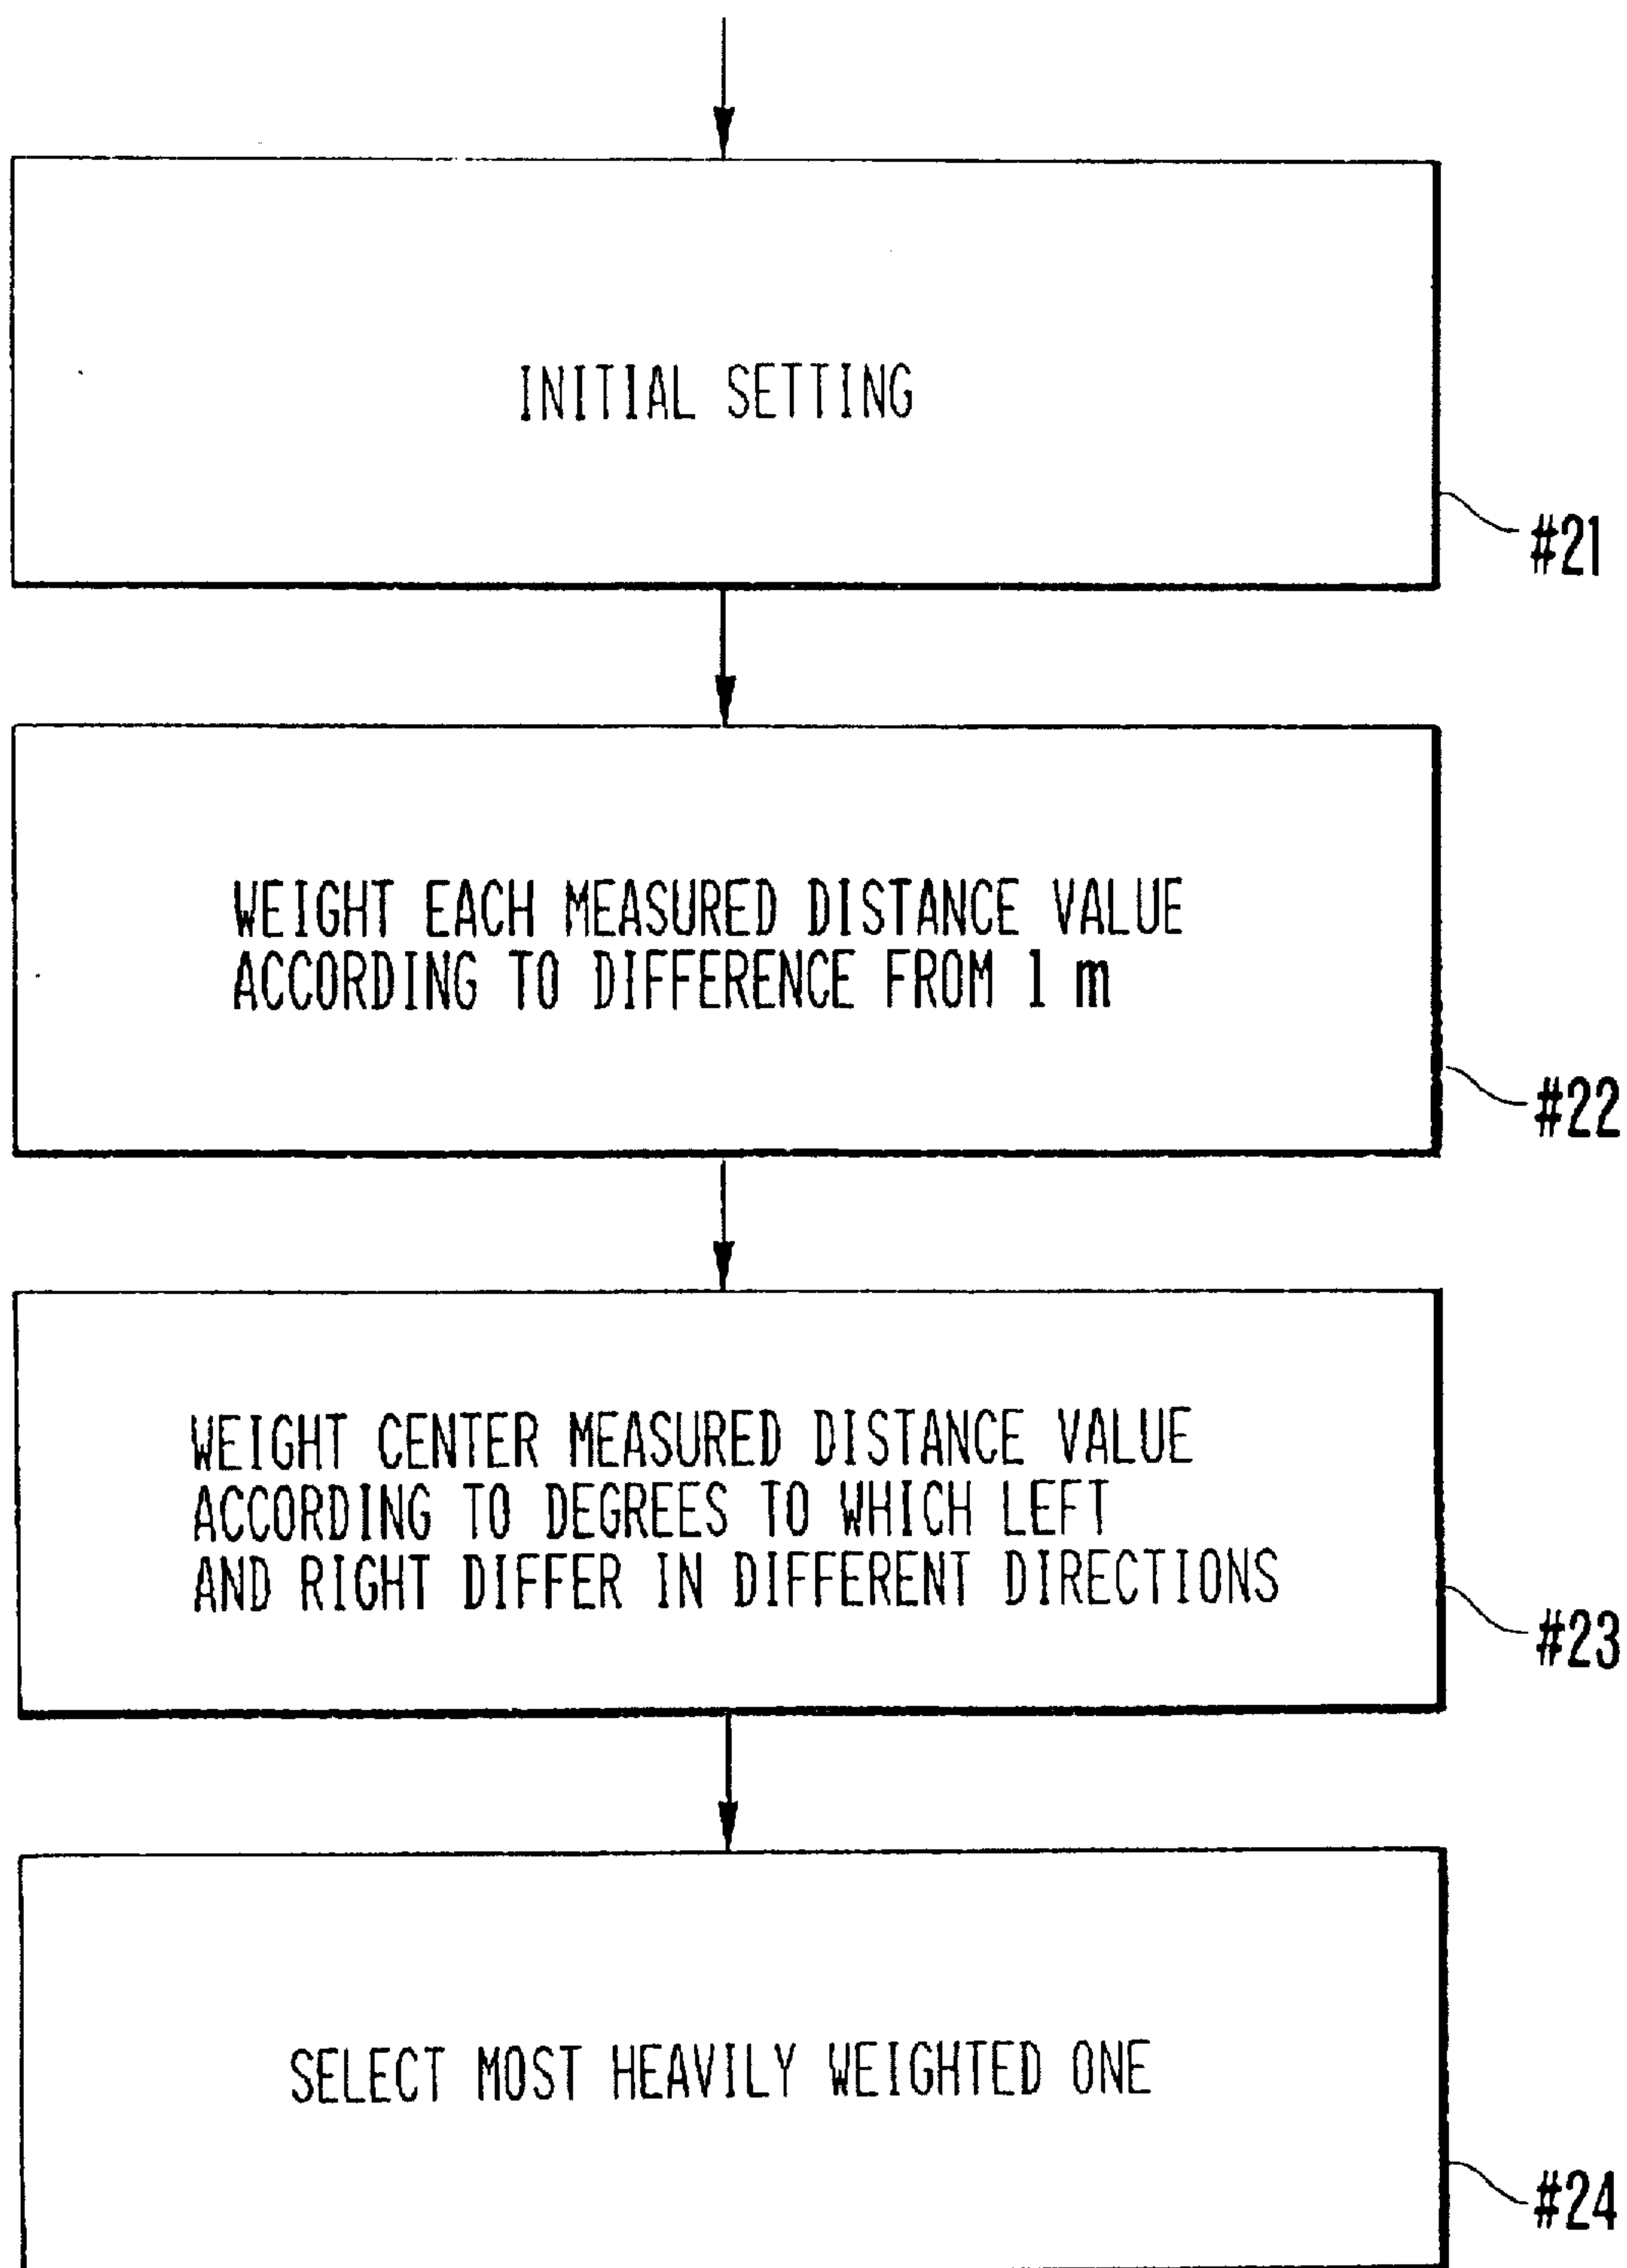 INITIAL SETTING
#21
WEIGHT EACH MEASURED DISTANCE VALUE
ACCORDING TO DIFFERENCE FROM 1 m
#22
WEIGHT CENTER MEASURED DISTANCE VALUE
ACCORDING TO DEGREES TO WHICH LEFT
AND RIGHT DIFFER IN DIFFERENT DIRECTIONS
#23
SELECT MOST HEAVILY WEIGHTED ONE
#24